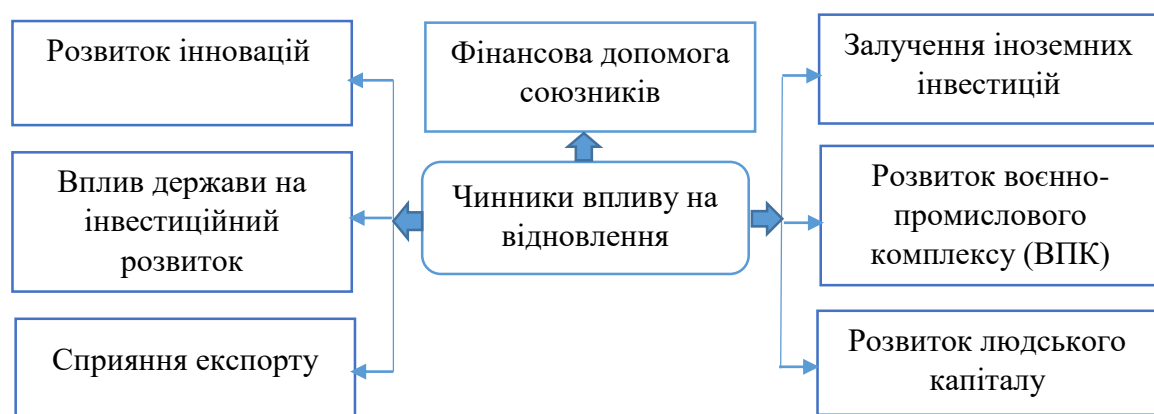 Розвиток інновацій
Вплив держави на
інвестиційний
розвиток
Сприяння експорту
Фінансова допомога
союзників
Чинники впливу на
відновлення
Залучення іноземних
інвестицій
Розвиток воєнно-
промислового
комплексу (ВПК)
Розвиток людського
капіталу